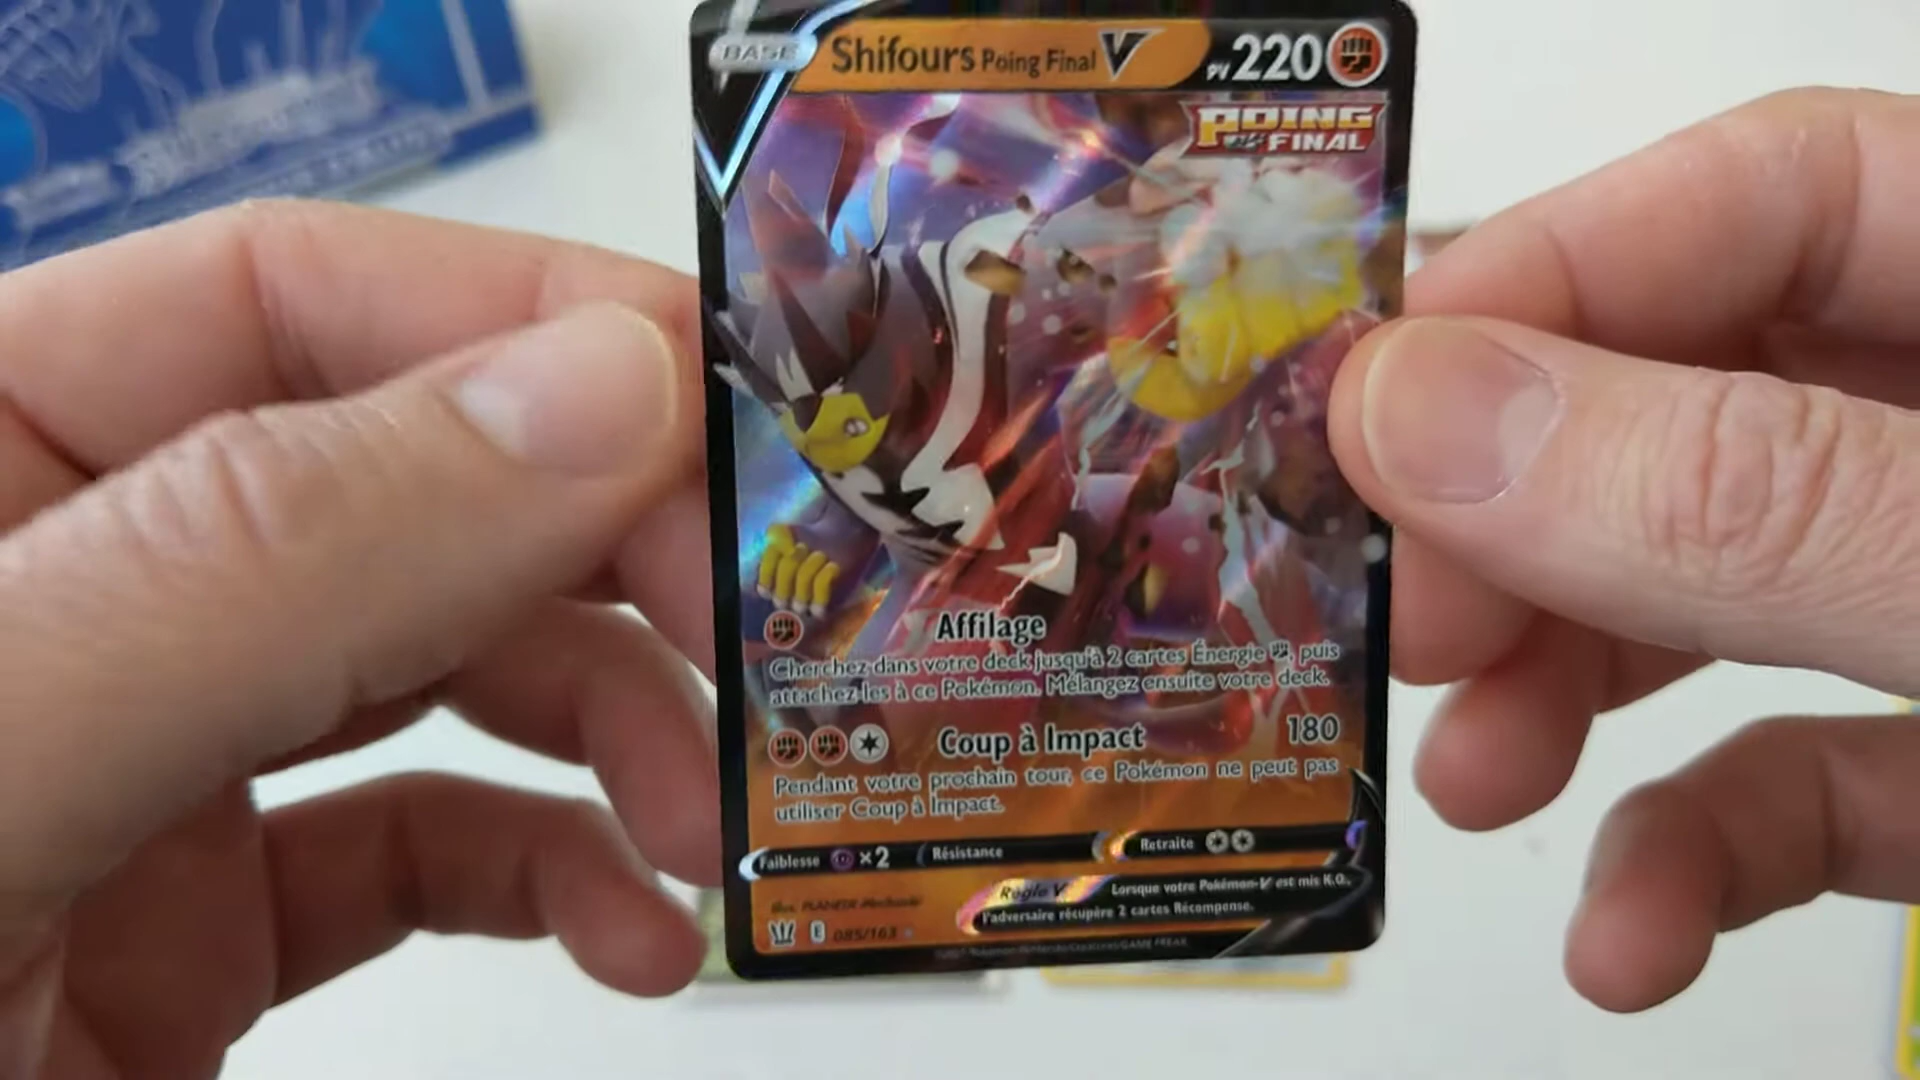 BASE
Shifours Poing Final V
PV 220
POING
FINAL
Affilage
Cherchez dans votre deck jusqu'à 2 cartes Énergie, puis
attachez-les à ce Pokémon. Mélangez ensuite votre deck.
Coup à Impact 180
Pendant votre prochain tour, ce Pokémon ne peut pas
utiliser Coup à Impact.
Faiblesse ×2 Résistance Retraite
Règle V Lorsque votre Pokémon-V est mis K.O.,
l'adversaire récupère 2 cartes Récompense.
Illus. PLANETA Mochizuki
E 085/163